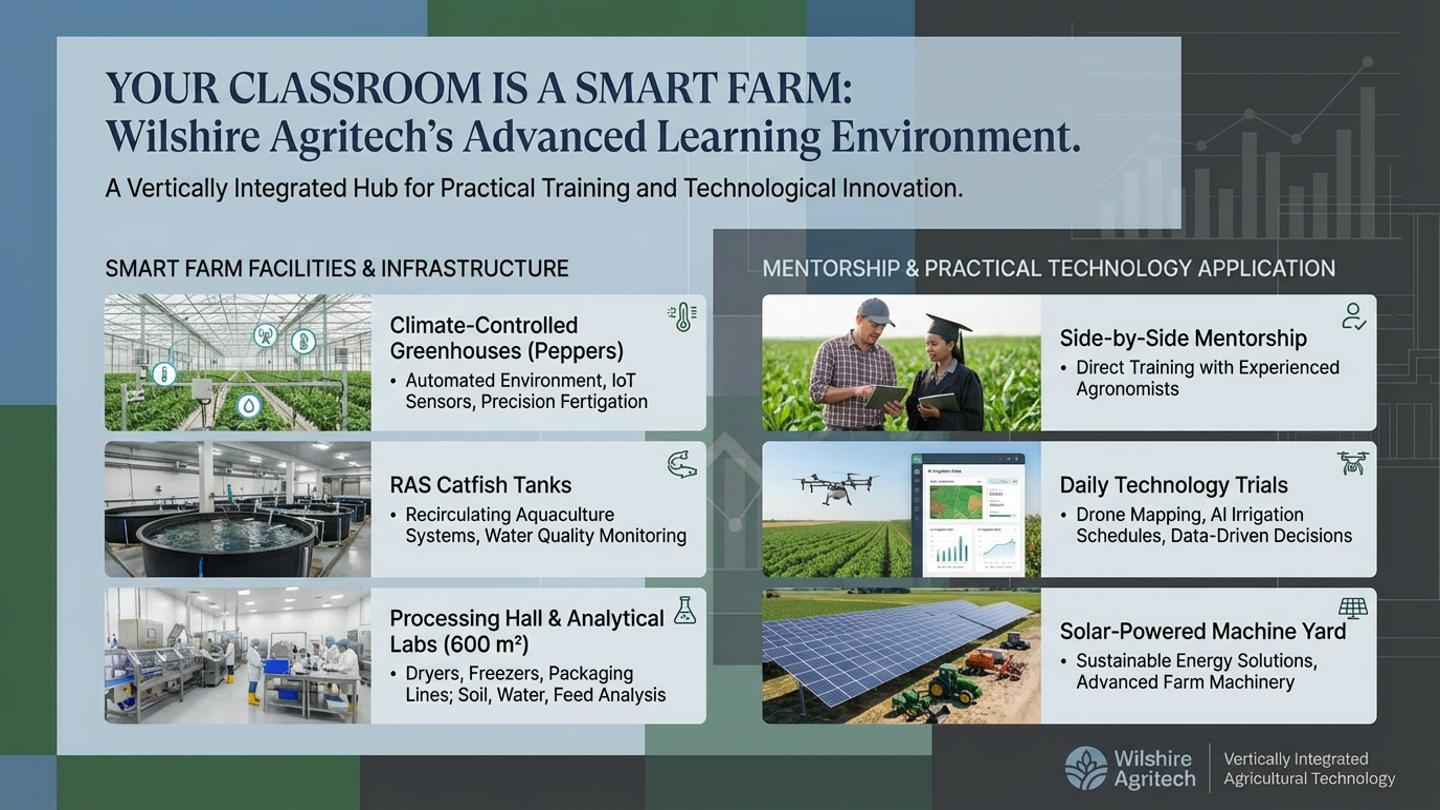 YOUR CLASSROOM IS A SMART FARM:
Wilshire Agritech's Advanced Learning Environment.
A Vertically Integrated Hub for Practical Training and Technological Innovation.
SMART FARM FACILITIES & INFRASTRUCTURE
Climate-Controlled
Greenhouses (Peppers)
• Automated Environment, IoT
Sensors, Precision Fertigation
RAS Catfish Tanks
• Recirculating Aquaculture
Systems, Water Quality Monitoring
Processing Hall & Analytical
Labs (600 m²)
• Dryers, Freezers, Packaging
Lines; Soil, Water, Feed Analysis
MENTORSHIP & PRACTICAL TECHNOLOGY APPLICATION
Side-by-Side Mentorship
• Direct Training with Experienced
Agronomists
Daily Technology Trials
• Drone Mapping, AI Irrigation
Schedules, Data-Driven Decisions
Solar-Powered Machine Yard
• Sustainable Energy Solutions,
Advanced Farm Machinery
Wilshire
Agritech
Vertically Integrated
Agricultural Technology